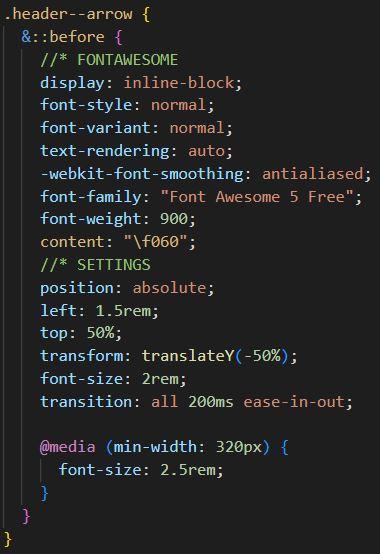 .header--arrow {
  &::before {
    //* FONTAWESOME
    display: inline-block;
    font-style: normal;
    font-variant: normal;
    text-rendering: auto;
    -webkit-font-smoothing: antialiased;
    font-family: "Font Awesome 5 Free";
    font-weight: 900;
    content: "\f060";
    //* SETTINGS
    position: absolute;
    left: 1.5rem;
    top: 50%;
    transform: translateY(-50%);
    font-size: 2rem;
    transition: all 200ms ease-in-out;

    @media (min-width: 320px) {
      font-size: 2.5rem;
    }
  }
}